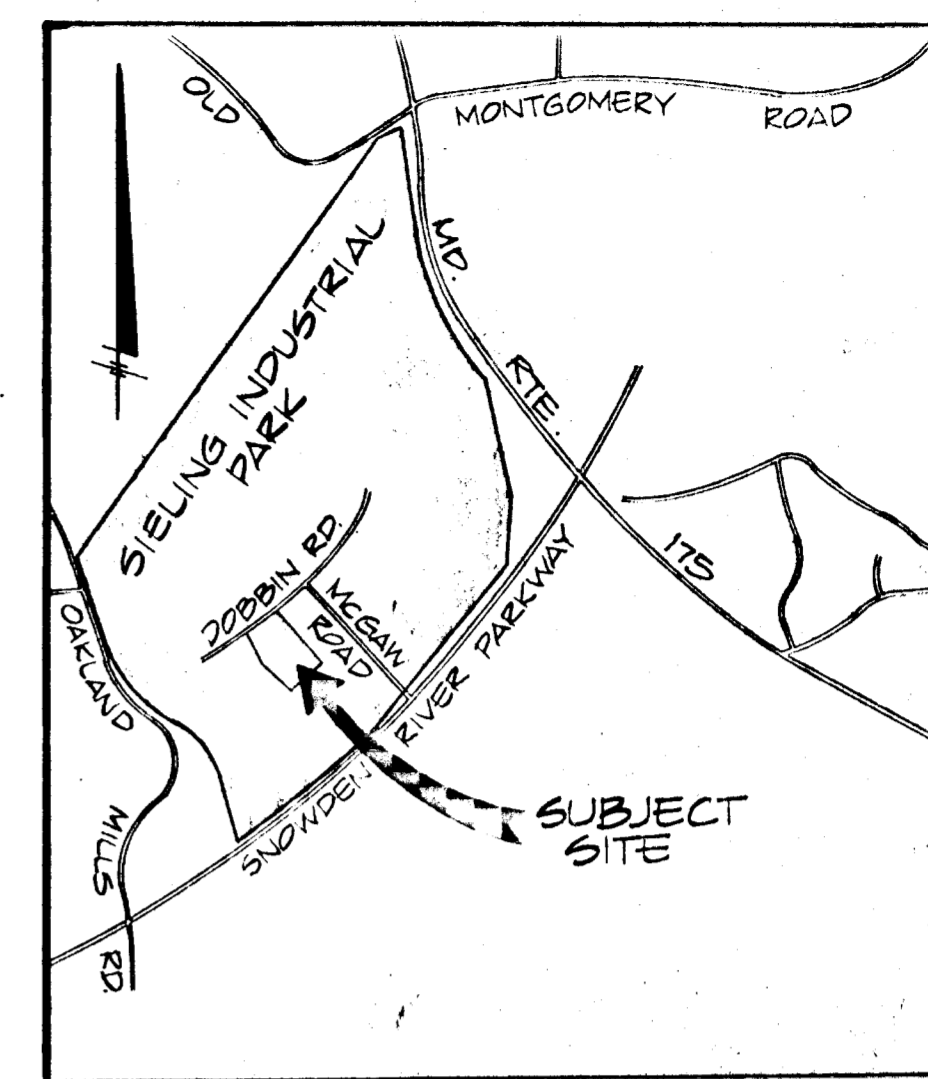 OLD
MONTGOMERY ROAD
MD.
RTE.
175
SIELING INDUSTRIAL
PARK
DOBBIN RD.
MCGAW
ROAD
OAKLAND
MILLS
RD.
SNOWDEN RIVER PARKWAY
SUBJECT
SITE
N